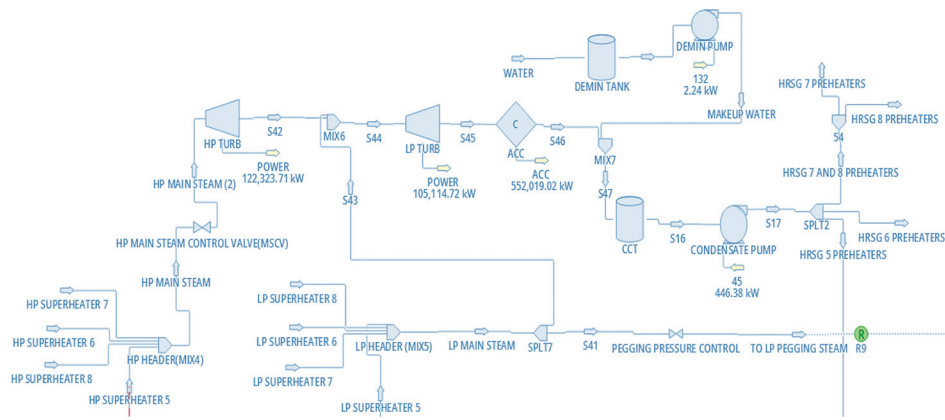 WATER
DEMIN TANK
DEMIN PUMP
132
2.24 kW
MAKEUP WATER
HRSG 7 PREHEATERS
HRSG 8 PREHEATERS
54
HRSG 7 AND 8 PREHEATERS
HP TURB
S42
MIX6
S44
LP TURB
S45
C
ACC
S46
MIX7
POWER
122,323.71 kW
POWER
105,114.72 kW
ACC
552,019.02 kW
HP MAIN STEAM (2)
S43
S47
CCT
S16
CONDENSATE PUMP
S17
SPLT2
HRSG 6 PREHEATERS
HRSG 5 PREHEATERS
45
446.38 kW
HP MAIN STEAM CONTROL VALVE(MSCV)
HP MAIN STEAM
HP SUPERHEATER 7
HP SUPERHEATER 6
HP SUPERHEATER 8
HP HEADER(MIX4)
HP SUPERHEATER 5
LP SUPERHEATER 8
LP SUPERHEATER 6
LP SUPERHEATER 7
LP HEADER (MIX5)
LP SUPERHEATER 5
LP MAIN STEAM
SPLT7
S41
PEGGING PRESSURE CONTROL
TO LP PEGGING STEAM
R
R9